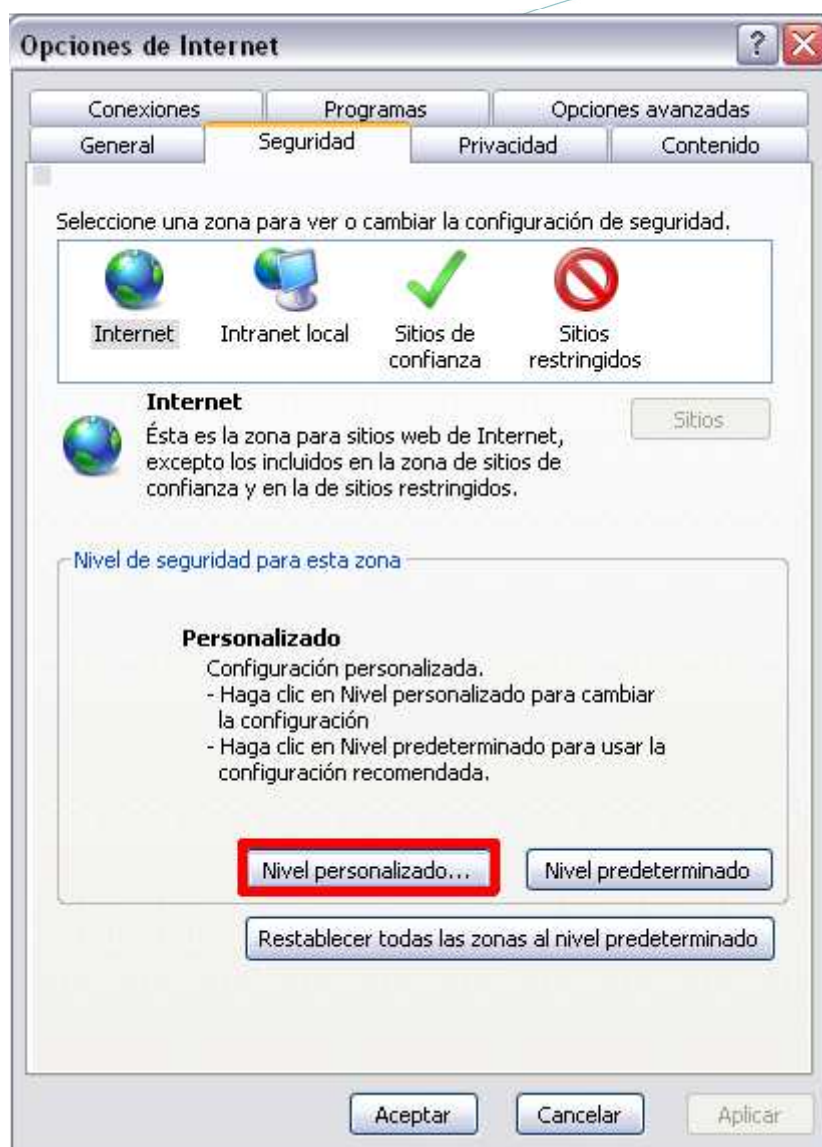 Opciones de Internet
Conexiones Programas Opciones avanzadas
General Seguridad Privacidad Contenido
Seleccione una zona para ver o cambiar la configuración de seguridad.
Internet Intranet local Sitios de confianza Sitios restringidos
Internet
Ésta es la zona para sitios web de Internet,
excepto los incluidos en la zona de sitios de
confianza y en la de sitios restringidos.
Sitios
Nivel de seguridad para esta zona
Personalizado
Configuración personalizada.
- Haga clic en Nivel personalizado para cambiar
la configuración
- Haga clic en Nivel predeterminado para usar la
configuración recomendada.
Nivel personalizado... Nivel predeterminado
Restablecer todas las zonas al nivel predeterminado
Aceptar Cancelar Aplicar